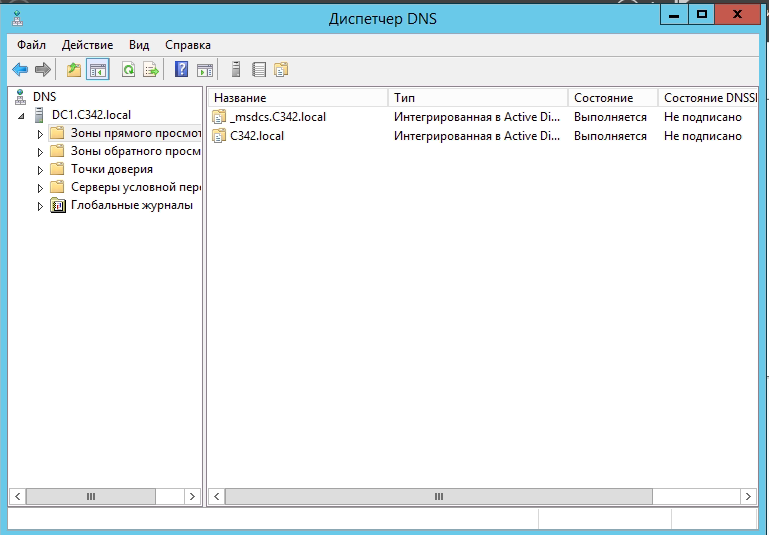 Диспетчер DNS
Файл Действие Вид Справка
DNS
DC1.C342.local
Зоны прямого просмот
Зоны обратного просм
Точки доверия
Серверы условной пере
Глобальные журналы
Название Тип Состояние Состояние DNSSI
_msdcs.C342.local Интегрированная в Active Di... Выполняется Не подписано
C342.local Интегрированная в Active Di... Выполняется Не подписано